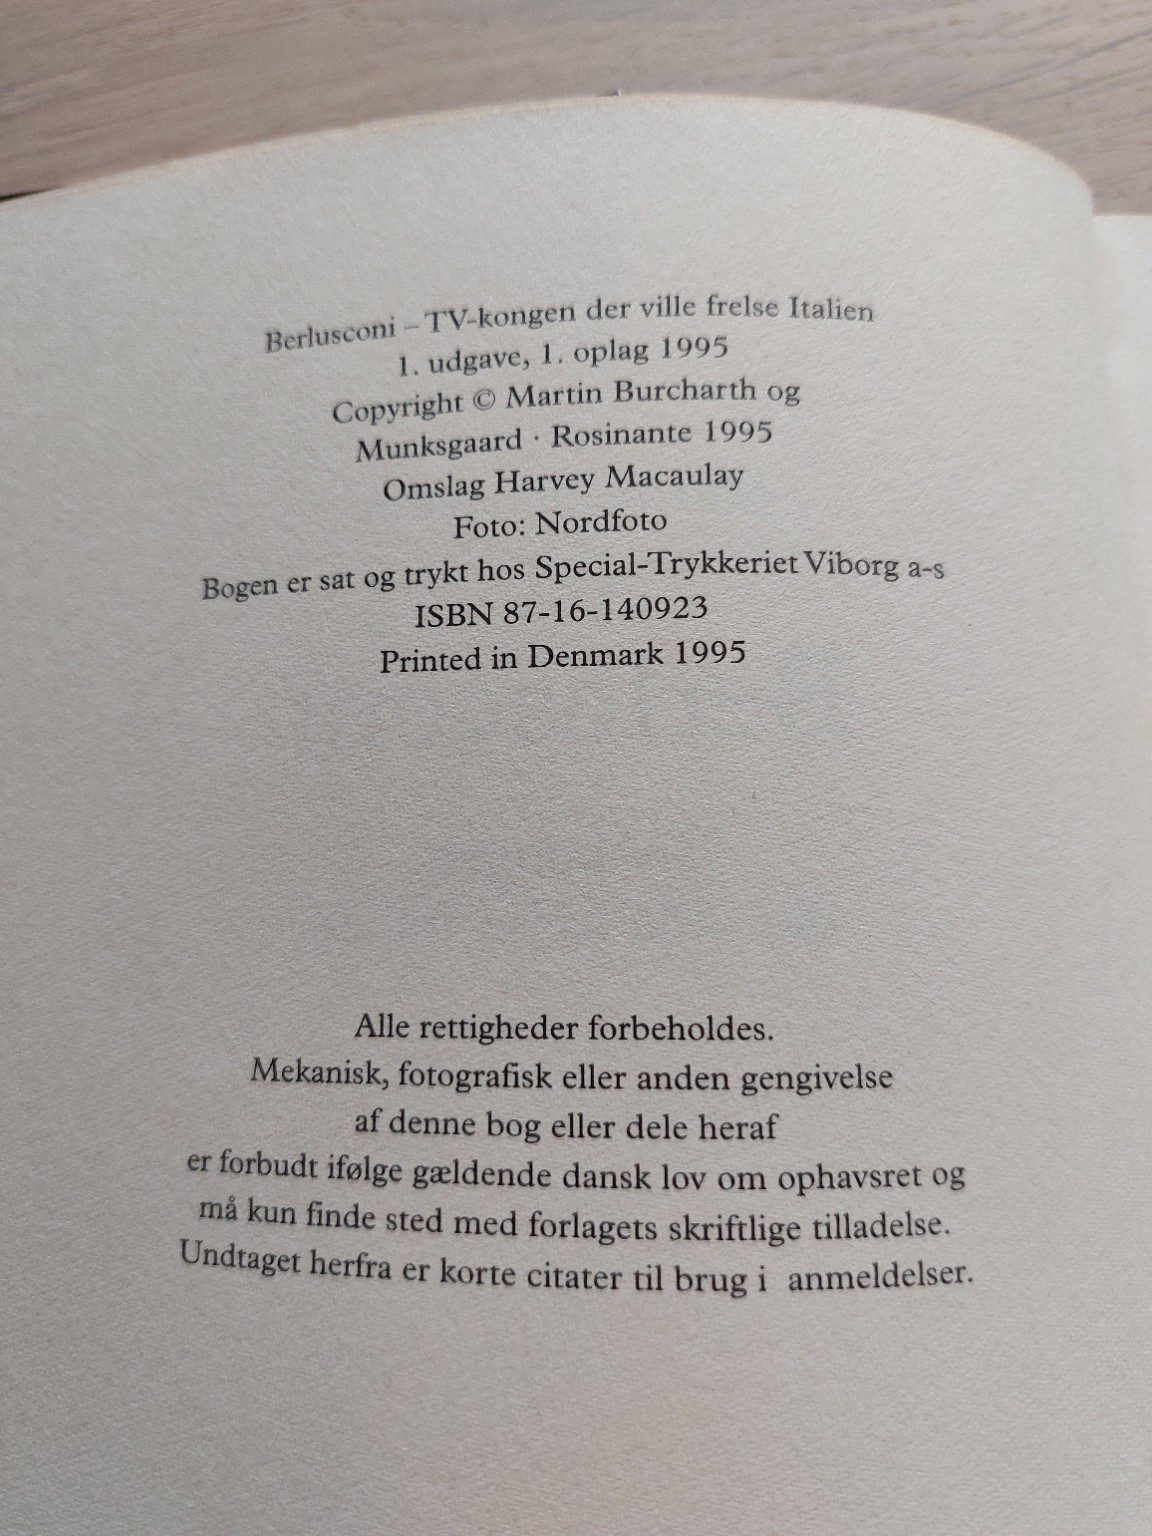 Berlusconi – TV-kongen der ville frelse Italien
1. udgave, 1. oplag 1995
Copyright © Martin Burcharth og
Munksgaard · Rosinante 1995
Omslag Harvey Macaulay
Foto: Nordfoto
Bogen er sat og trykt hos Special-Trykkeriet Viborg a-s
ISBN 87-16-140923
Printed in Denmark 1995
Alle rettigheder forbeholdes.
Mekanisk, fotografisk eller anden gengivelse
af denne bog eller dele heraf
er forbudt ifølge gældende dansk lov om ophavsret og
må kun finde sted med forlagets skriftlige tilladelse.
Undtaget herfra er korte citater til brug i anmeldelser.